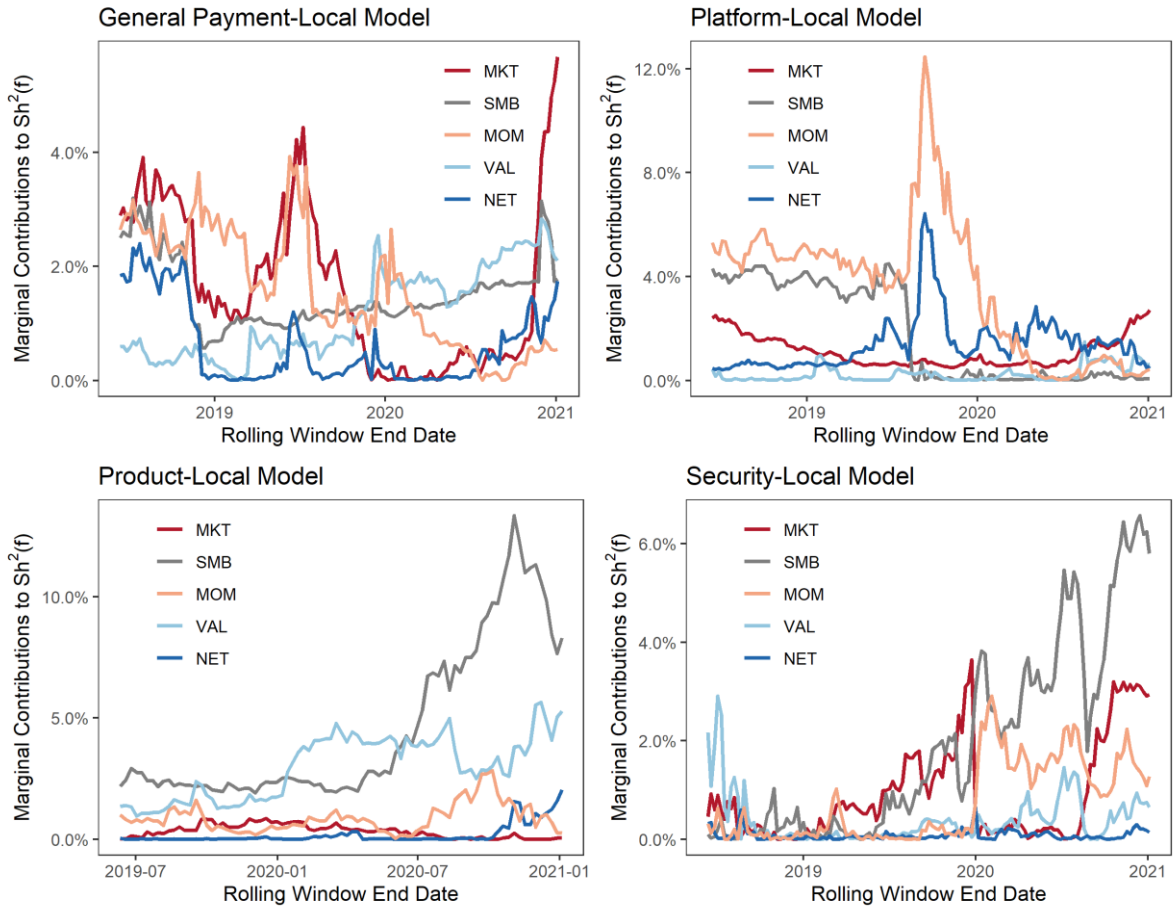 General Payment-Local Model
Marginal Contributions to Sh²(f)
4.0%
2.0%
0.0%
MKT
SMB
MOM
VAL
NET
2019
2020
2021
Rolling Window End Date
Platform-Local Model
Marginal Contributions to Sh²(f)
12.0%
8.0%
4.0%
0.0%
MKT
SMB
MOM
VAL
NET
2019
2020
2021
Rolling Window End Date
Product-Local Model
Marginal Contributions to Sh²(f)
10.0%
5.0%
0.0%
MKT
SMB
MOM
VAL
NET
2019-07
2020-01
2020-07
2021-01
Rolling Window End Date
Security-Local Model
Marginal Contributions to Sh²(f)
6.0%
4.0%
2.0%
0.0%
MKT
SMB
MOM
VAL
NET
2019
2020
2021
Rolling Window End Date